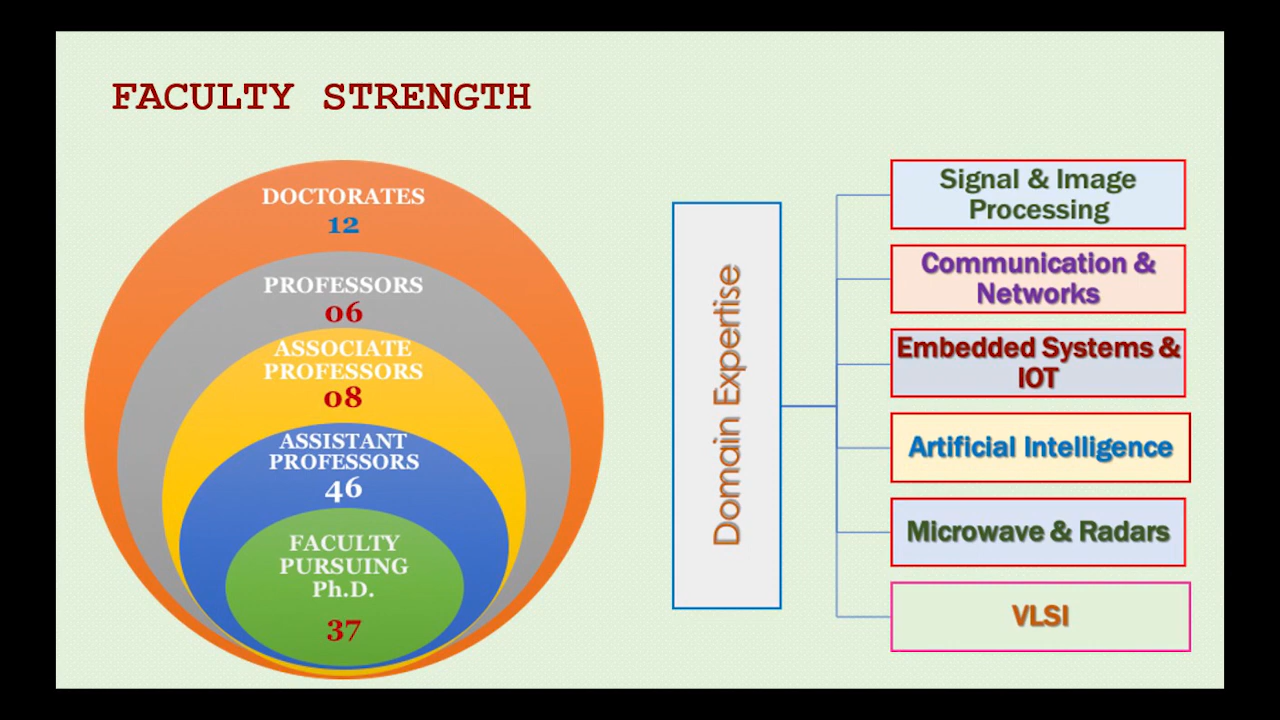 FACULTY STRENGTH
DOCTORATES
12
PROFESSORS
06
ASSOCIATE
PROFESSORS
08
ASSISTANT
PROFESSORS
46
FACULTY
PURSUING
Ph.D.
37
Domain Expertise
Signal & Image
Processing
Communication &
Networks
Embedded Systems &
IOT
Artificial Intelligence
Microwave & Radars
VLSI